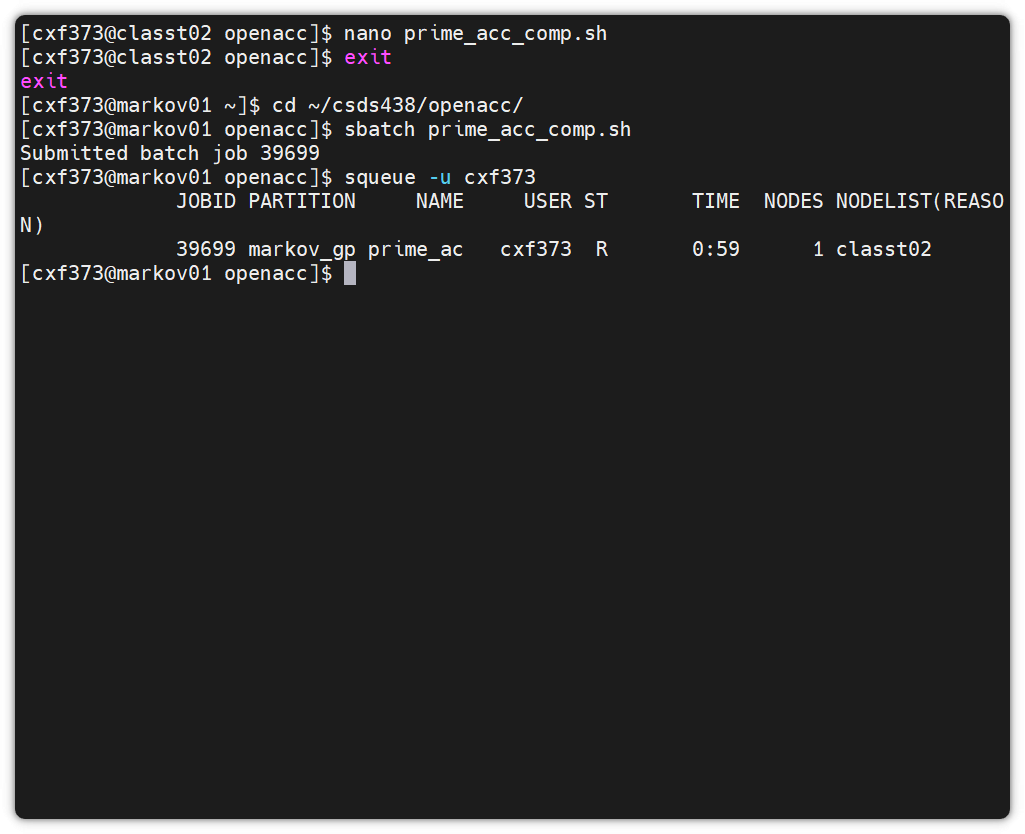 [cxf373@classt02 openacc]$ nano prime_acc_comp.sh
[cxf373@classt02 openacc]$ exit
exit
[cxf373@markov01 ~]$ cd ~/csds438/openacc/
[cxf373@markov01 openacc]$ sbatch prime_acc_comp.sh
Submitted batch job 39699
[cxf373@markov01 openacc]$ squeue -u cxf373
             JOBID PARTITION     NAME     USER ST       TIME  NODES NODELIST(REASO
N)
             39699 markov_gp prime_ac   cxf373  R       0:59      1 classt02
[cxf373@markov01 openacc]$